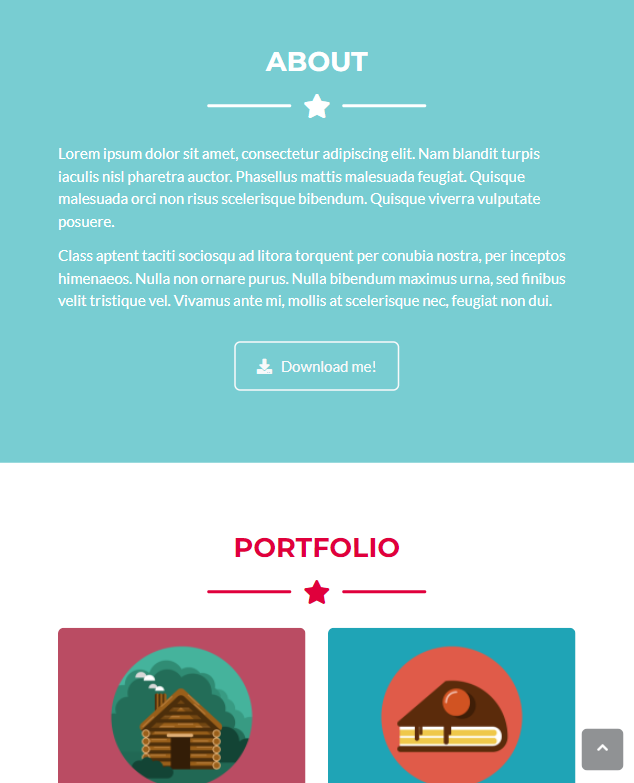 ABOUT
Lorem ipsum dolor sit amet, consectetur adipiscing elit. Nam blandit turpis
iaculis nisl pharetra auctor. Phasellus mattis malesuada feugiat. Quisque
malesuada orci non risus scelerisque bibendum. Quisque viverra vulputate
posuere.
Class aptent taciti sociosqu ad litora torquent per conubia nostra, per inceptos
himenaeos. Nulla non ornare purus. Nulla bibendum maximus urna, sed finibus
velit tristique vel. Vivamus ante mi, mollis at scelerisque nec, feugiat non dui.
Download me!
PORTFOLIO